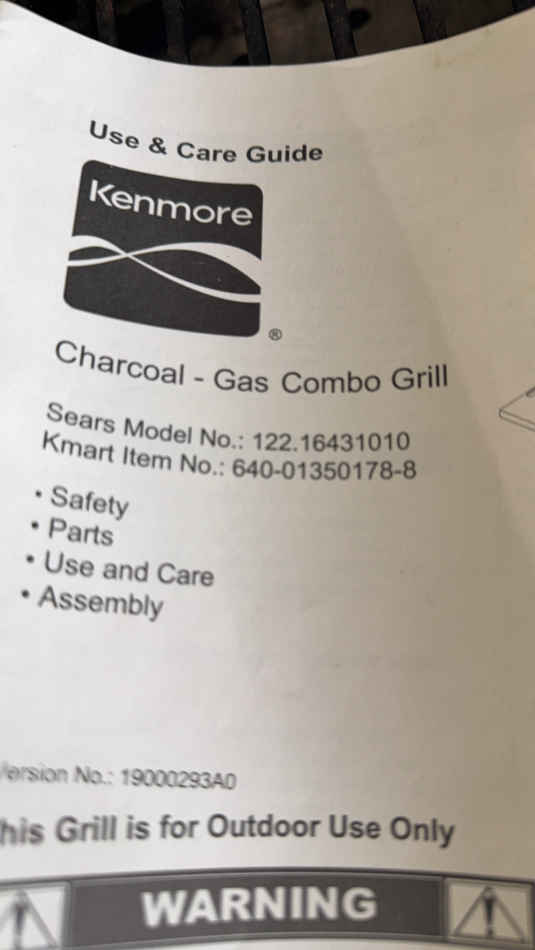 Use & Care Guide
Kenmore
®
Charcoal - Gas Combo Grill
Sears Model No.: 122.16431010
Kmart Item No.: 640-01350178-8
• Safety
• Parts
• Use and Care
• Assembly
ersion No.: 19000293A0
his Grill is for Outdoor Use Only
WARNING